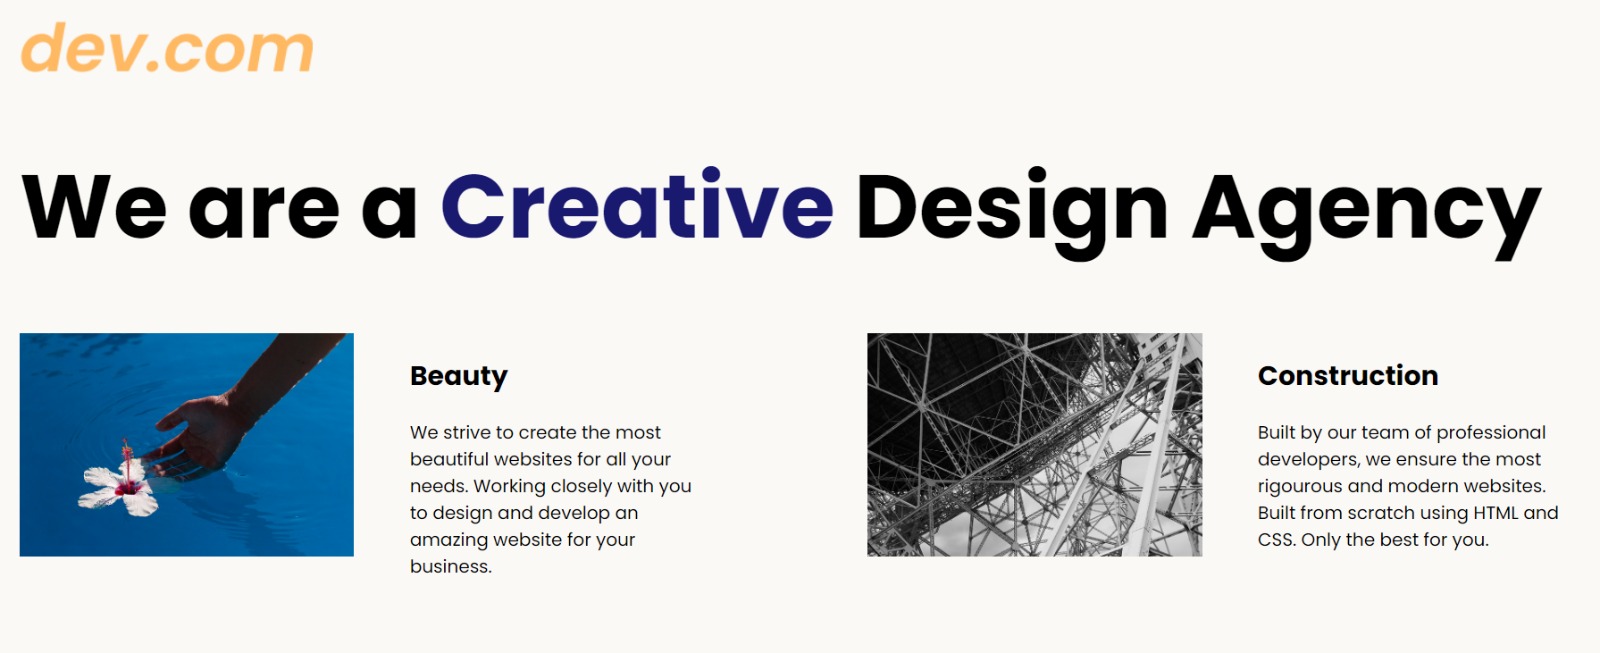 dev.com
We are a Creative Design Agency
Beauty
We strive to create the most
beautiful websites for all your
needs. Working closely with you
to design and develop an
amazing website for your
business.
Construction
Built by our team of professional
developers, we ensure the most
rigourous and modern websites.
Built from scratch using HTML and
CSS. Only the best for you.